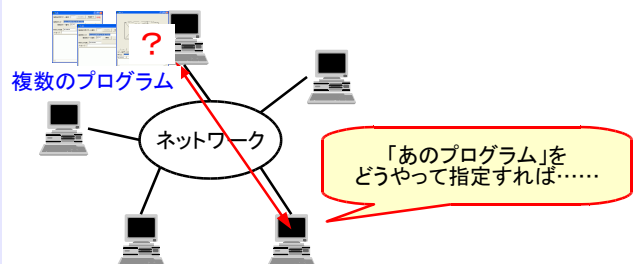 ?
複数のプログラム
ネットワーク
「あのプログラム」を
どうやって指定すれば……